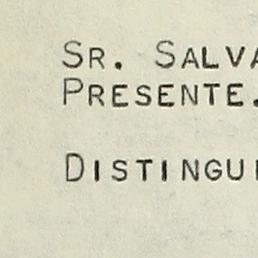 SR. SALVA
PRESENTE.
DISTINGUI